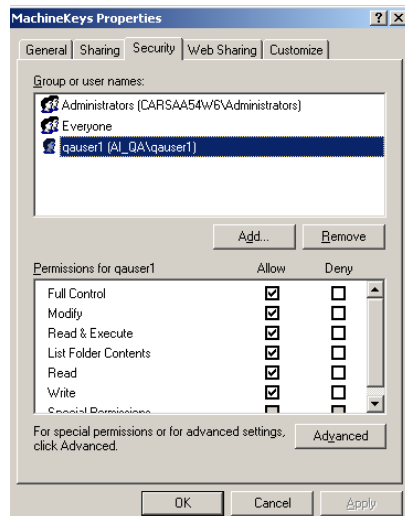 MachineKeys Properties
General Sharing Security Web Sharing Customize
Group or user names:
Administrators (CARSAA54W6\Administrators)
Everyone
qauser1 (AI_QA\qauser1)
Add... Remove
Permissions for qauser1 Allow Deny
Full Control
Modify
Read & Execute
List Folder Contents
Read
Write
Special Permissions
For special permissions or for advanced settings,
click Advanced.
Advanced
OK Cancel Apply